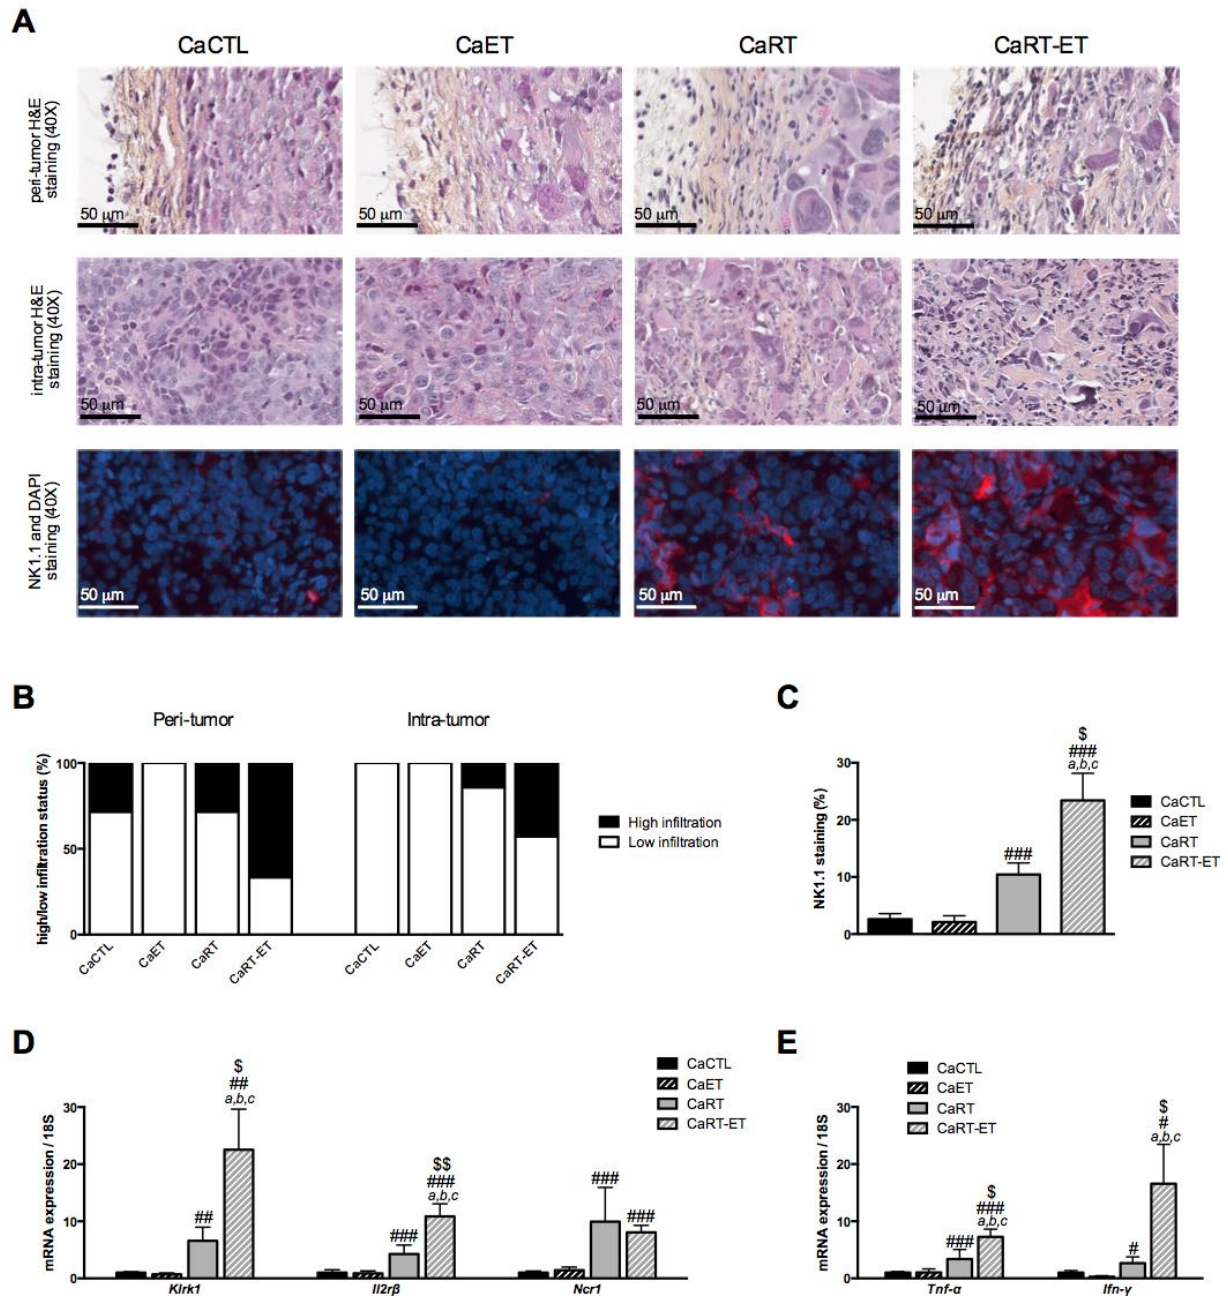 A
CaCTL CaET CaRT CaRT-ET
peri-tumor H&E
staining (40X)
50 µm 50 µm 50 µm 50 µm
intra-tumor H&E
staining (40X)
50 µm 50 µm 50 µm 50 µm
NK1.1 and DAPI
staining (40X)
50 µm 50 µm 50 µm 50 µm
B
Peri-tumor Intra-tumor
high/low infiltration status (%)
100
50
0
CaCTL CaET CaRT CaRT-ET CaCTL CaET CaRT CaRT-ET
High infiltration
Low infiltration
C
NK1.1 staining (%)
30
20
10
0
###
$
###
a,b,c
CaCTL
CaET
CaRT
CaRT-ET
D
mRNA expression / 18S
30
20
10
0
##
$
##
a,b,c
###
$$
###
a,b,c
###
###
Klrk1 Il2rβ Ncr1
CaCTL
CaET
CaRT
CaRT-ET
E
CaCTL
CaET
CaRT
CaRT-ET
mRNA expression / 18S
30
20
10
0
###
$
###
a,b,c
#
$
#
a,b,c
Tnf-α Ifn-γ